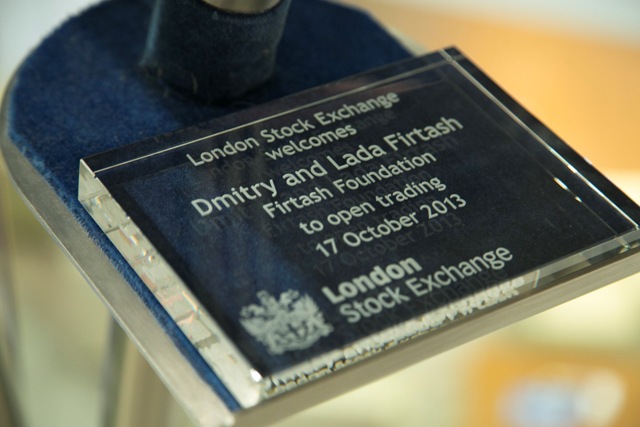 London Stock Exchange
welcomes
Dmitry and Lada Firtash
Firtash Foundation
to open trading
17 October 2013
London
Stock Exchange